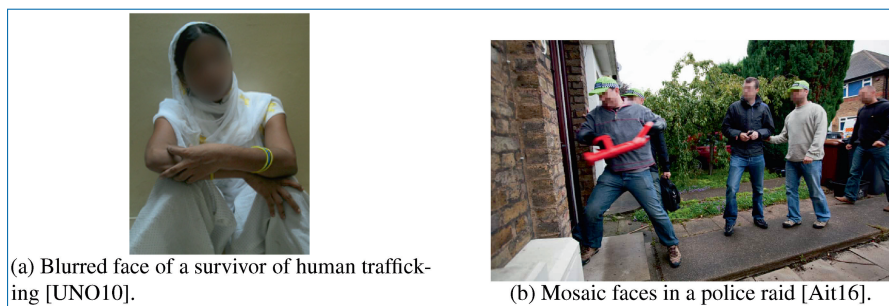 (a) Blurred face of a survivor of human traffick-
ing [UNO10].
(b) Mosaic faces in a police raid [Ait16].